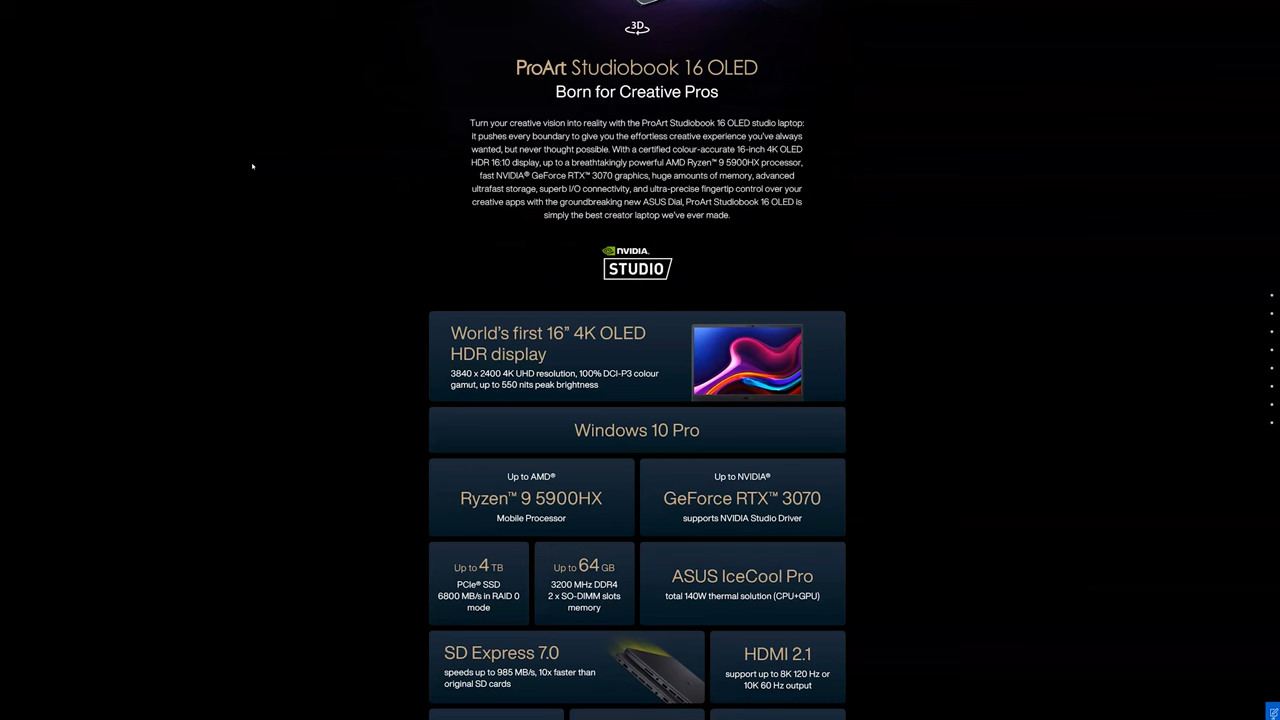 3D
ProArt Studiobook 16 OLED
Born for Creative Pros
Turn your creative vision into reality with the ProArt Studiobook 16 OLED studio laptop:
it pushes every boundary to give you the effortless creative experience you've always
wanted, but never thought possible. With a certified colour-accurate 16-inch 4K OLED
HDR 16:10 display, up to a breathtakingly powerful AMD Ryzen™ 9 5900HX processor,
fast NVIDIA® GeForce RTX™ 3070 graphics, huge amounts of memory, advanced
ultrafast storage, superb I/O connectivity, and ultra-precise fingertip control over your
creative apps with the groundbreaking new ASUS Dial, ProArt Studiobook 16 OLED is
simply the best creator laptop we've ever made.
NVIDIA.
STUDIO
World's first 16" 4K OLED
HDR display
3840 x 2400 4K UHD resolution, 100% DCI-P3 colour
gamut, up to 550 nits peak brightness
Windows 10 Pro
Up to AMD®
Ryzen™ 9 5900HX
Mobile Processor
Up to NVIDIA®
GeForce RTX™ 3070
supports NVIDIA Studio Driver
Up to 4 TB
PCIe® SSD
6800 MB/s in RAID 0
mode
Up to 64 GB
3200 MHz DDR4
2 x SO-DIMM slots
memory
ASUS IceCool Pro
total 140W thermal solution (CPU+GPU)
SD Express 7.0
speeds up to 985 MB/s, 10x faster than
original SD cards
HDMI 2.1
support up to 8K 120 Hz or
10K 60 Hz output